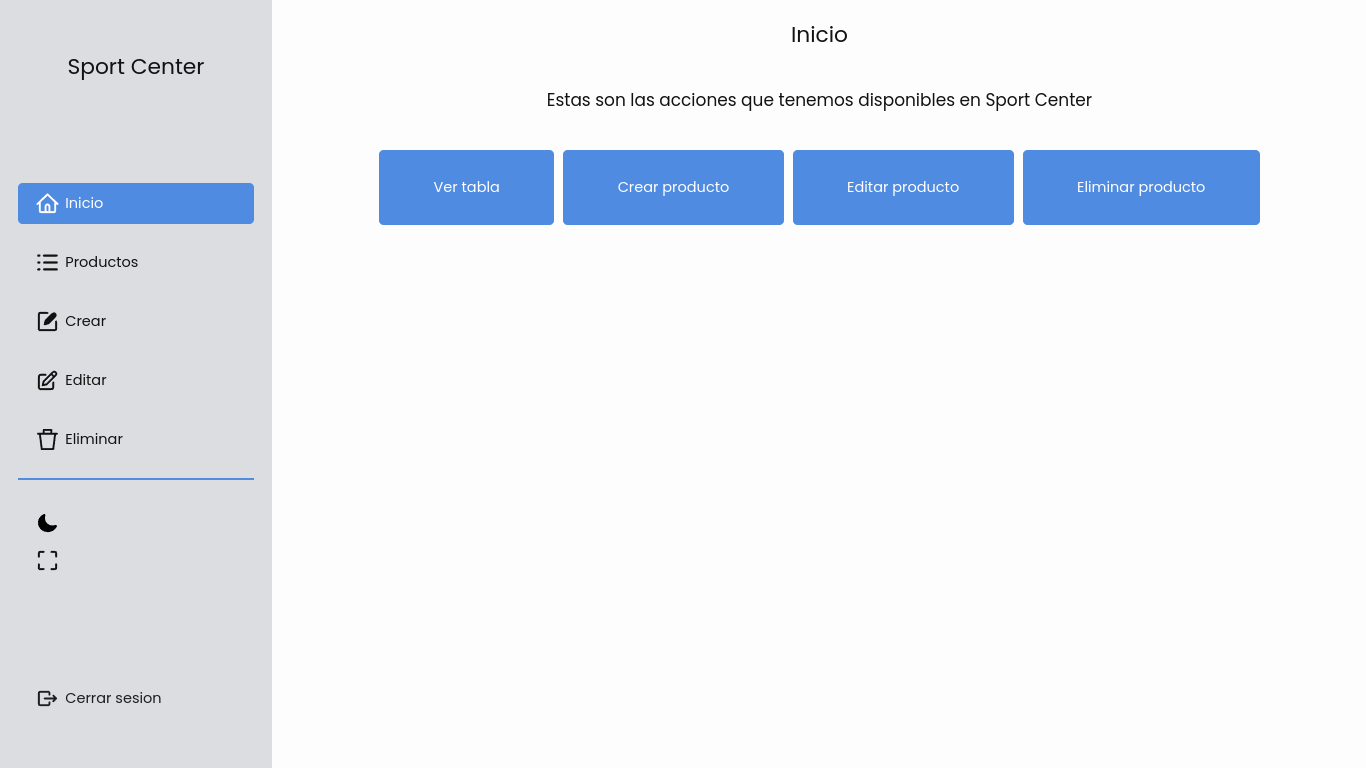 Sport Center
Inicio
Productos
Crear
Editar
Eliminar
Cerrar sesion
Inicio
Estas son las acciones que tenemos disponibles en Sport Center
Ver tabla
Crear producto
Editar producto
Eliminar producto